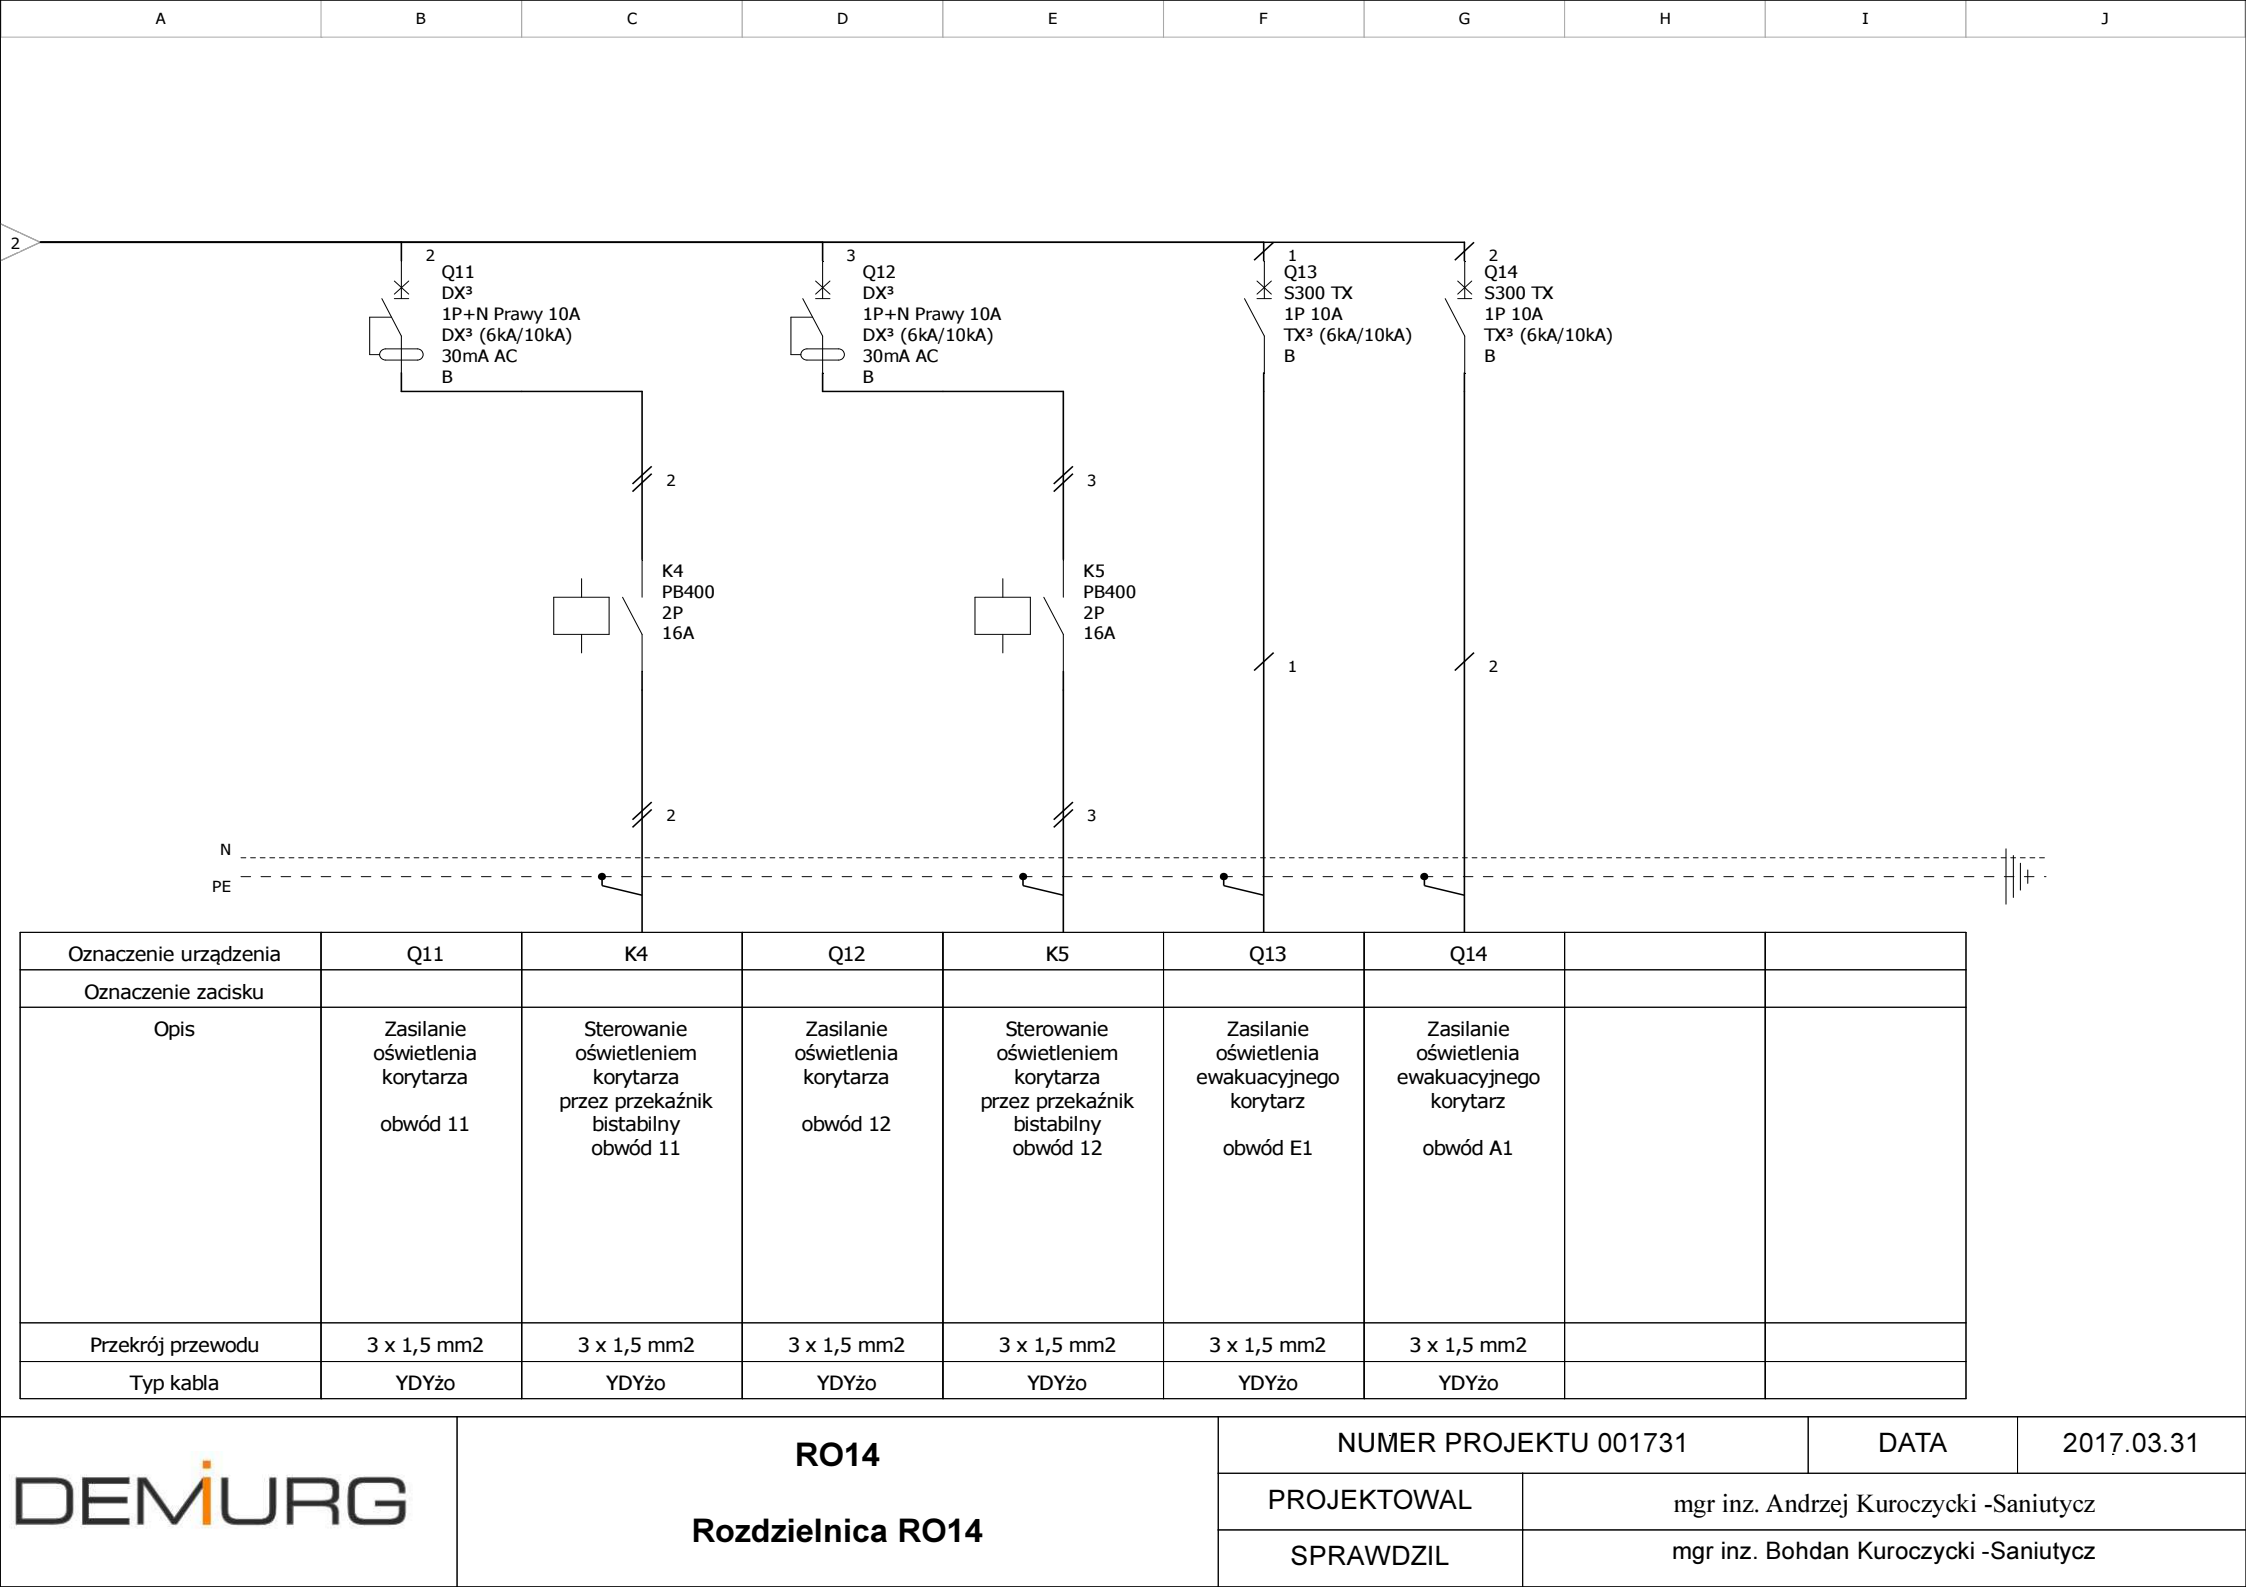 A B C D E F G H I J
2
2
Q11
DX³
1P+N Prawy 10A
DX³ (6kA/10kA)
30mA AC
B
3
Q12
DX³
1P+N Prawy 10A
DX³ (6kA/10kA)
30mA AC
B
1
Q13
S300 TX
1P 10A
TX³ (6kA/10kA)
B
2
Q14
S300 TX
1P 10A
TX³ (6kA/10kA)
B
2
3
K4
PB400
2P
16A
K5
PB400
2P
16A
1
2
2
3
N
PE
Oznaczenie urządzenia Q11 K4 Q12 K5 Q13 Q14
Oznaczenie zacisku
Opis
Zasilanie
oświetlenia
korytarza
obwód 11
Sterowanie
oświetleniem
korytarza
przez przekaźnik
bistabilny
obwód 11
Zasilanie
oświetlenia
korytarza
obwód 12
Sterowanie
oświetleniem
korytarza
przez przekaźnik
bistabilny
obwód 12
Zasilanie
oświetlenia
ewakuacyjnego
korytarz
obwód E1
Zasilanie
oświetlenia
ewakuacyjnego
korytarz
obwód A1
Przekrój przewodu 3 x 1,5 mm2 3 x 1,5 mm2 3 x 1,5 mm2 3 x 1,5 mm2 3 x 1,5 mm2 3 x 1,5 mm2
Typ kabla YDYżo YDYżo YDYżo YDYżo YDYżo YDYżo
DEMiURG
RO14
Rozdzielnica RO14
NUMER PROJEKTU 001731 DATA 2017.03.31
PROJEKTOWAL mgr inz. Andrzej Kuroczycki -Saniutycz
SPRAWDZIL mgr inz. Bohdan Kuroczycki -Saniutycz